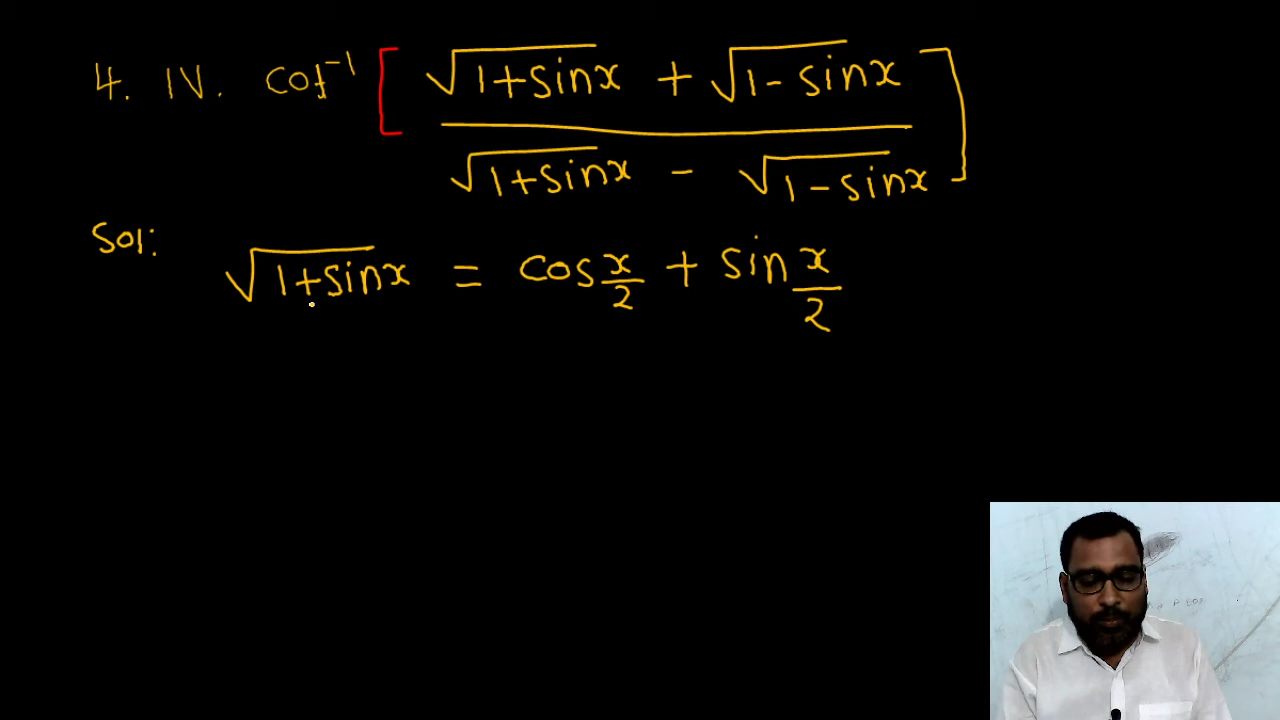 4. IV. Cot⁻¹ [ √1+sinx + √1-sinx
√1+sinx - √1-sinx ]
Sol:
√1+sinx = cos x/2 + sin x/2